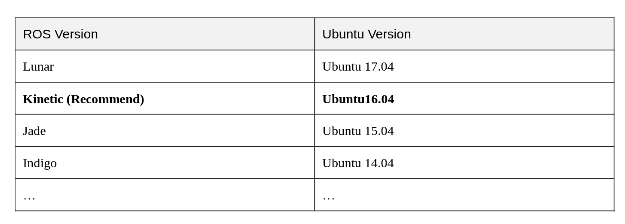 ROS Version Ubuntu Version
Lunar Ubuntu 17.04
Kinetic (Recommend) Ubuntu16.04
Jade Ubuntu 15.04
Indigo Ubuntu 14.04
… …